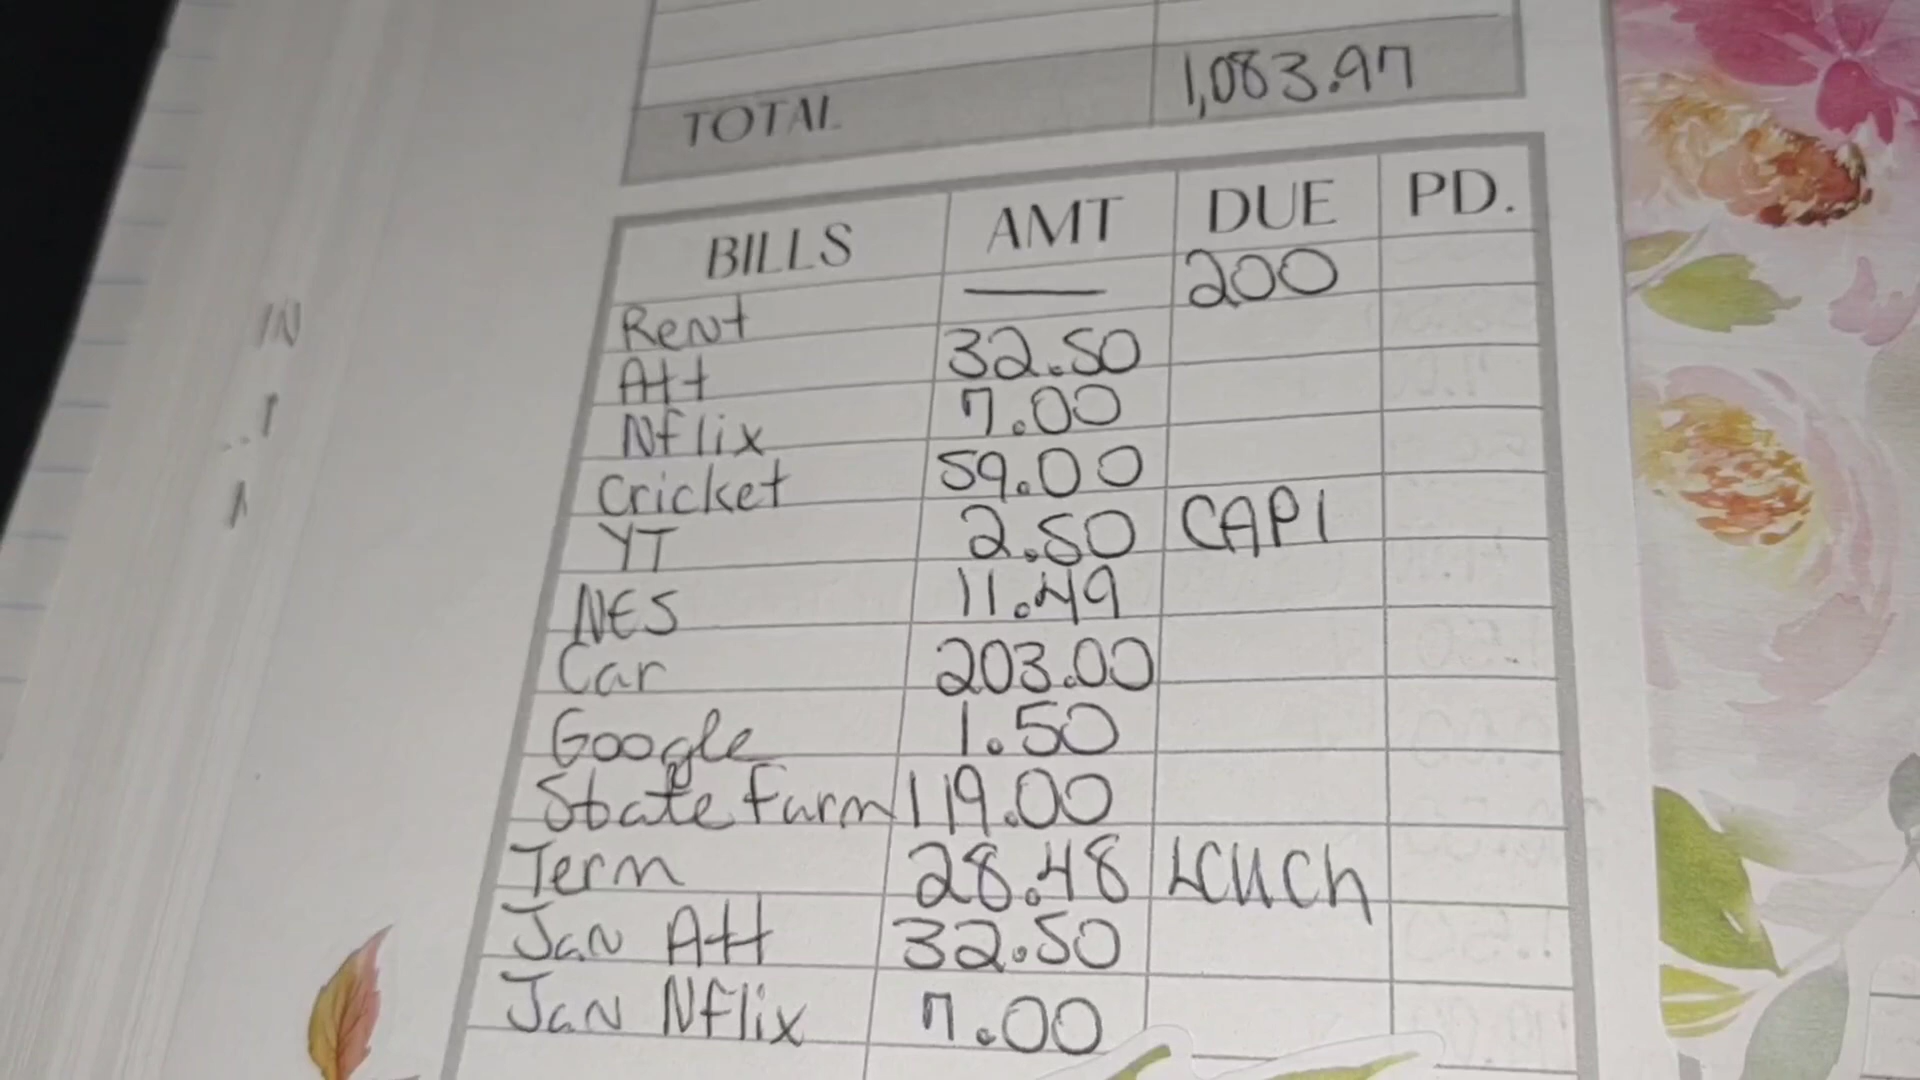 TOTAL 1,083.97
BILLS AMT DUE PD.
Rent — 200
Att 32.50
Nflix 7.00
Cricket 59.00
YT 2.50 CAP1
NES 11.49
Car 203.00
Google 1.50
State Farm 119.00
Term 28.48 LCUCh
Jan Att 32.50
Jan Nflix 7.00